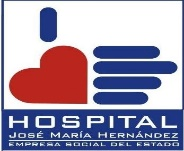 HOSPITAL
JOSÉ MARÍA HERNÁNDEZ
EMPRESA SOCIAL DEL ESTADO